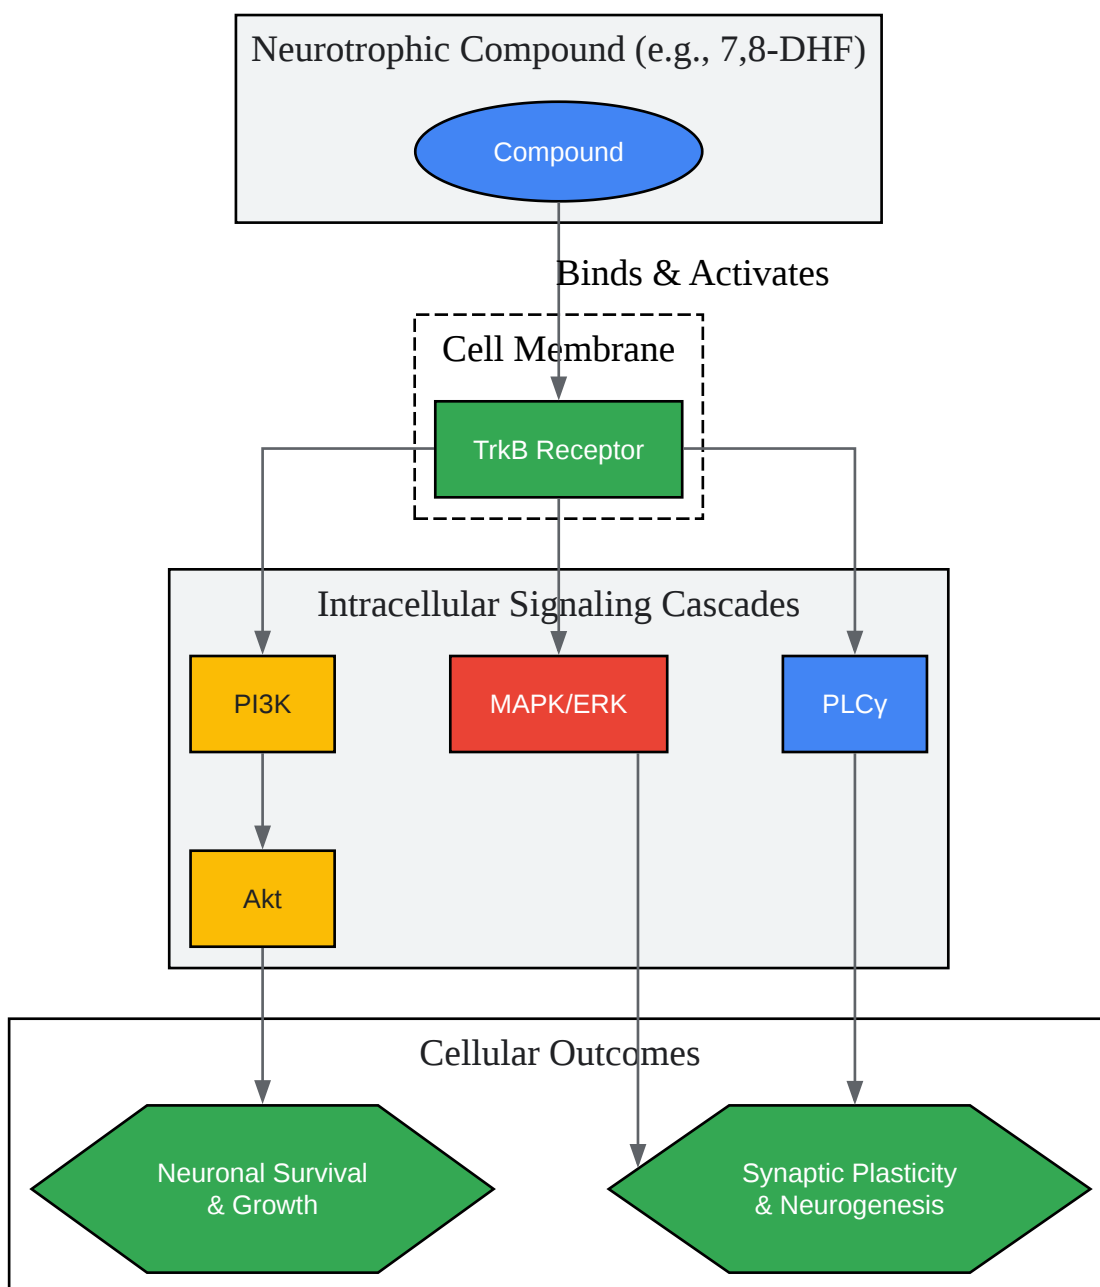 Neurotrophic Compound (e.g., 7,8-DHF)
Compound
Binds & Activates
Cell Membrane
TrkB Receptor
Intracellular Signaling Cascades
PI3K
MAPK/ERK
PLCγ
Akt
Cellular Outcomes
Neuronal Survival
& Growth
Synaptic Plasticity
& Neurogenesis